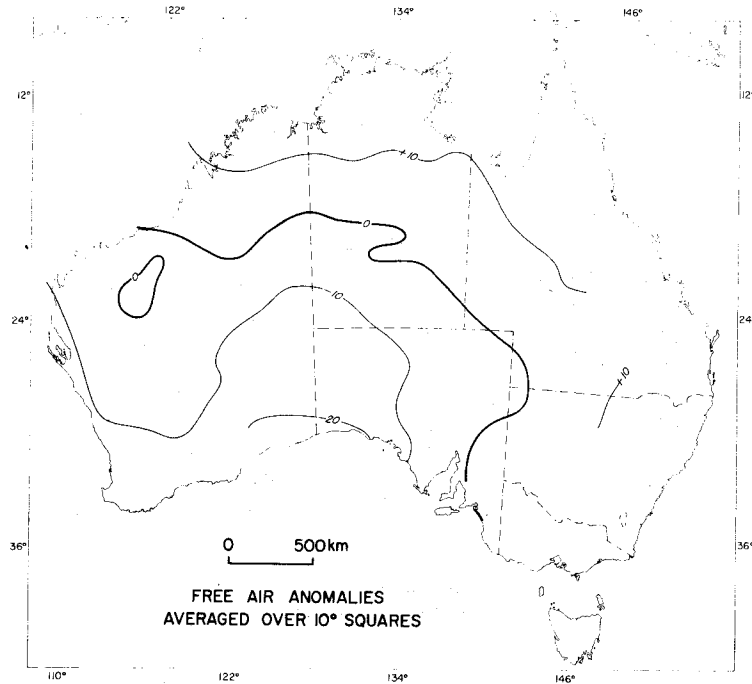 122° 134° 146°
12° 12°
+10
0
0
10
24° 24°
+10
20
36° 36°
0 500km
FREE AIR ANOMALIES
AVERAGED OVER 10° SQUARES
110° 122° 134° 146°